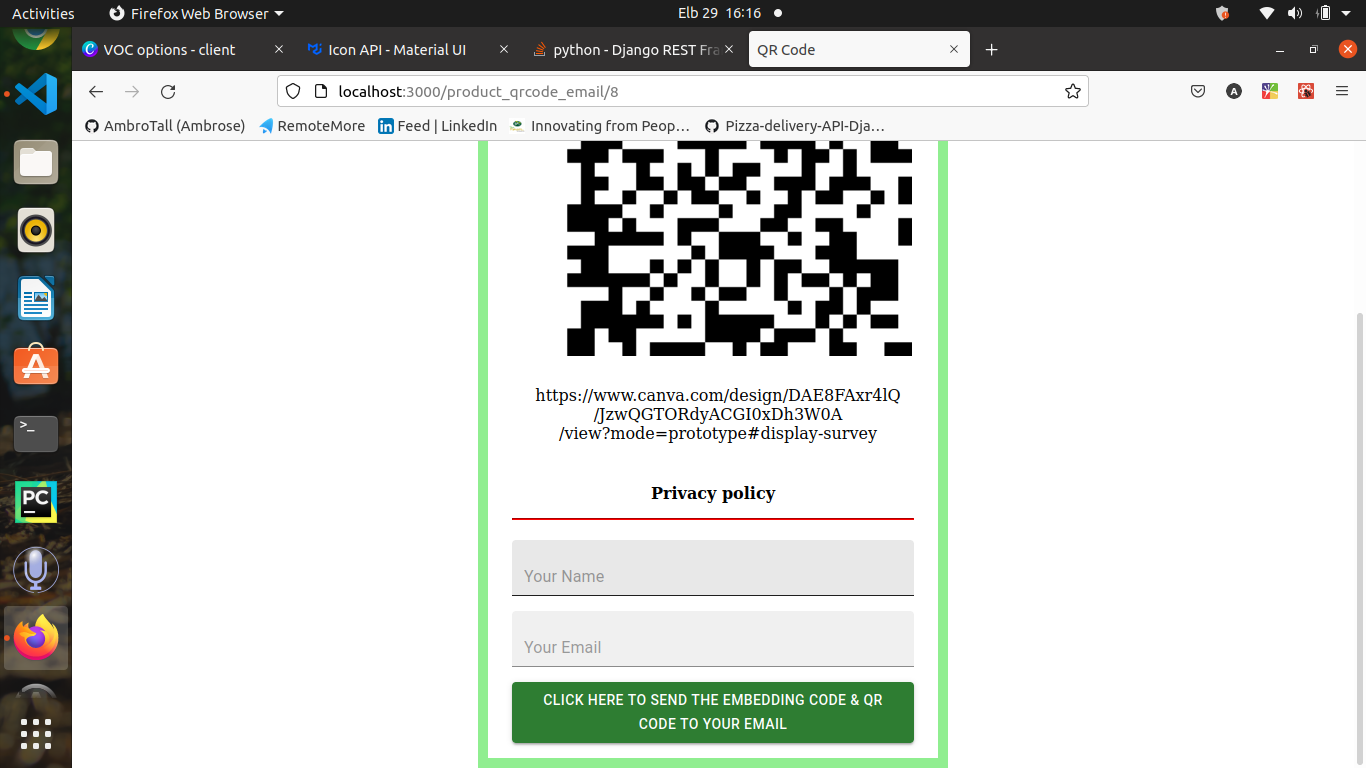 Activities
Firefox Web Browser
Elb 29 16:16
VOC options - client
Icon API - Material UI
python - Django REST Fra
QR Code
localhost:3000/product_qrcode_email/8
A
AmbroTall (Ambrose)
RemoteMore
Feed | LinkedIn
Innovating from Peop…
Pizza-delivery-API-Dja…
https://www.canva.com/design/DAE8FAxr4lQ
/JzwQGTORdyACGI0xDh3W0A
/view?mode=prototype#display-survey
Privacy policy
Your Name
Your Email
CLICK HERE TO SEND THE EMBEDDING CODE & QR
CODE TO YOUR EMAIL
>_
PC